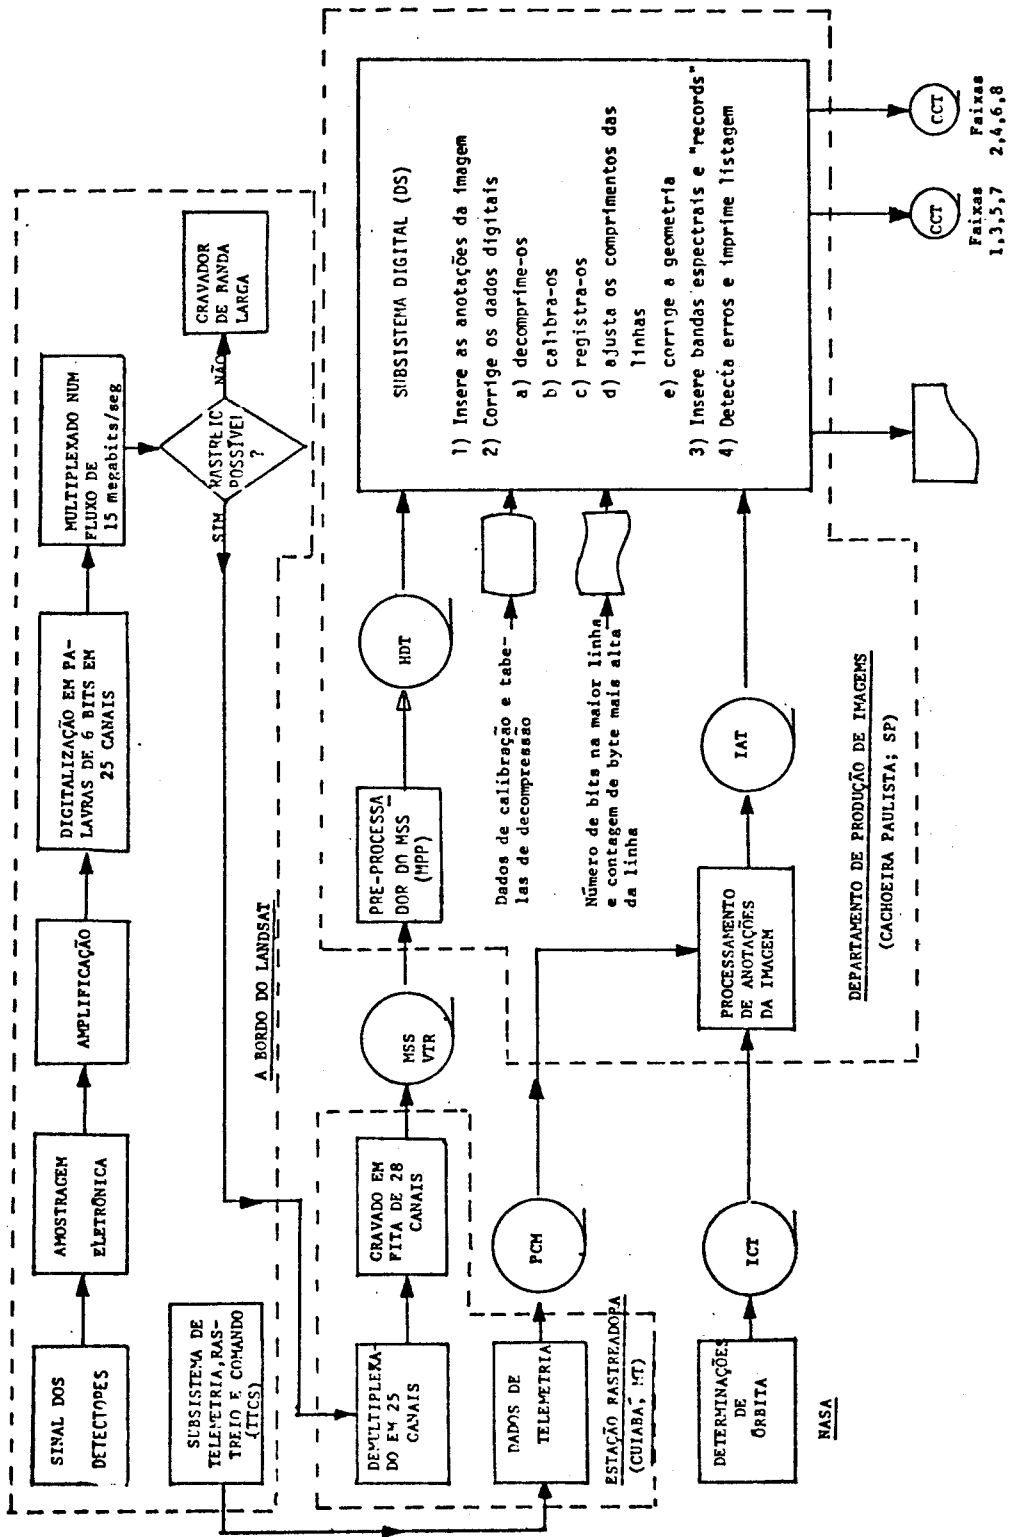 SINAL DOS
DETECTOPES
AMOSTRAGEM
ELETRÔNICA
AMPLIFICAÇÃO
DIGITALIZAÇÃO EM PA-
LAVRAS DE 6 BITS EM
25 CANAIS
MULTIPLEXADO NUM
FLUXO DE
15 megabits/seg
RASTREIO
POSSÍVEL
?
NÃO
SIM
GRAVADOR
DE BANDA
LARGA
SUBSISTEMA DE
TELEMETRIA, RAS-
TREIO E COMANDO
(TTCS)
A BORDO DO LANDSAT
DEMULTIPLEXA-
DO EM 25
CANAIS
GRAVADO EM
FITA DE 28
CANAIS
MSS
VTR
PRE-PROCESSA
DOR DO MSS
(MPP)
HDT
DADOS DE
TELEMETRIA
PCM
ESTAÇÃO RASTREADORA
(CUIABÁ, MT)
Dados de calibração e tabe-
las de decompressão
Número de bits na maior linha
e contagem de byte mais alta
da linha
DETERMINAÇÕES
DE
ÓRBITA
ICT
NASA
PROCESSAMENTO
DE ANOTAÇÕES
DA IMAGEM
IAT
DEPARTAMENTO DE PRODUÇÃO DE IMAGEMS
(CACHOEIRA PAULISTA; SP)
SUBSISTEMA DIGITAL (DS)
1) Insere as anotações da imagem
2) Corrige os dados digitais
a) decomprime-os
b) calibra-os
c) registra-os
d) ajusta os comprimentos das
linhas
e) corrige a geometria
3) Insere bandas espectrais e "records"
4) Detecta erros e imprime listagem
CCT
Faixas
1,3,5,7
CCT
Faixas
2,4,6,8